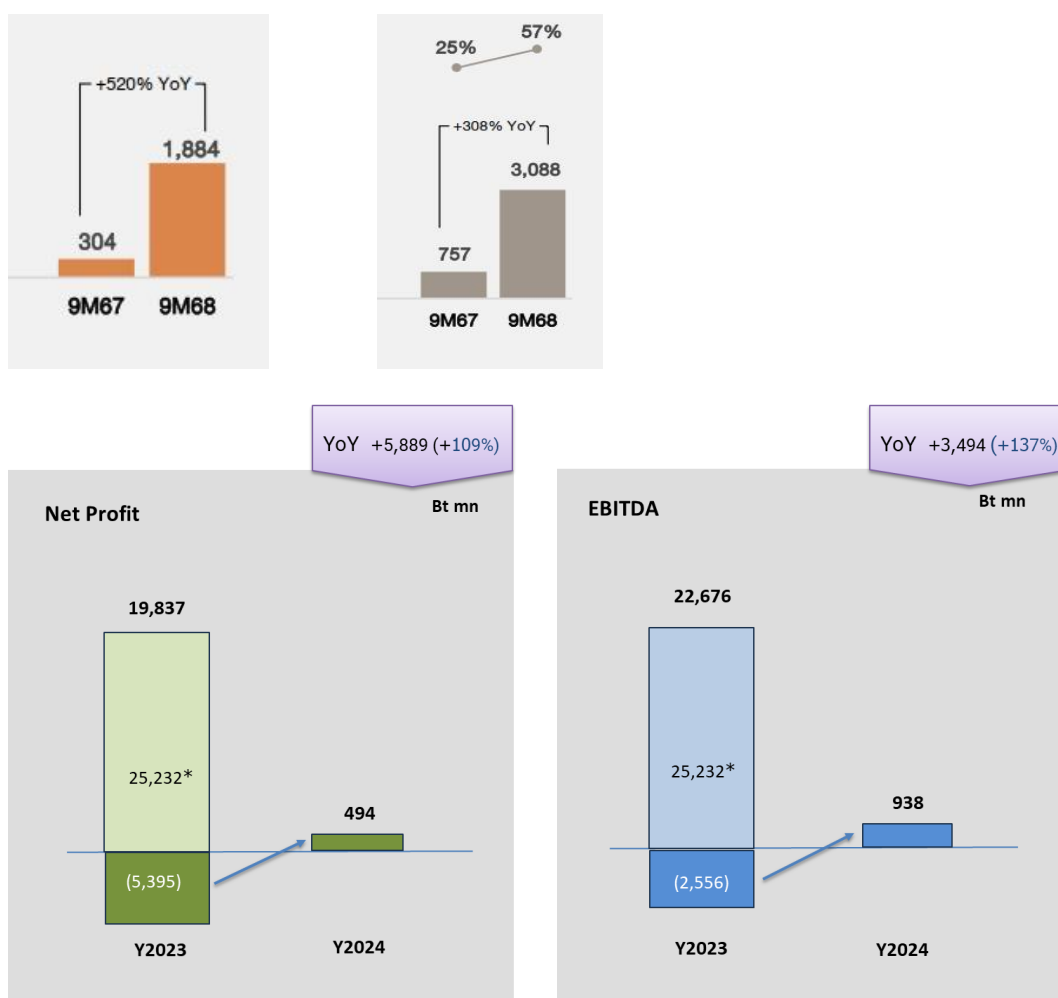 +520% YoY
1,884
304
9M67 9M68
25% 57%
+308% YoY
3,088
757
9M67 9M68
YoY +5,889 (+109%)
Net Profit
Bt mn
19,837
25,232*
494
(5,395)
Y2023 Y2024
YoY +3,494 (+137%)
EBITDA
Bt mn
22,676
25,232*
938
(2,556)
Y2023 Y2024